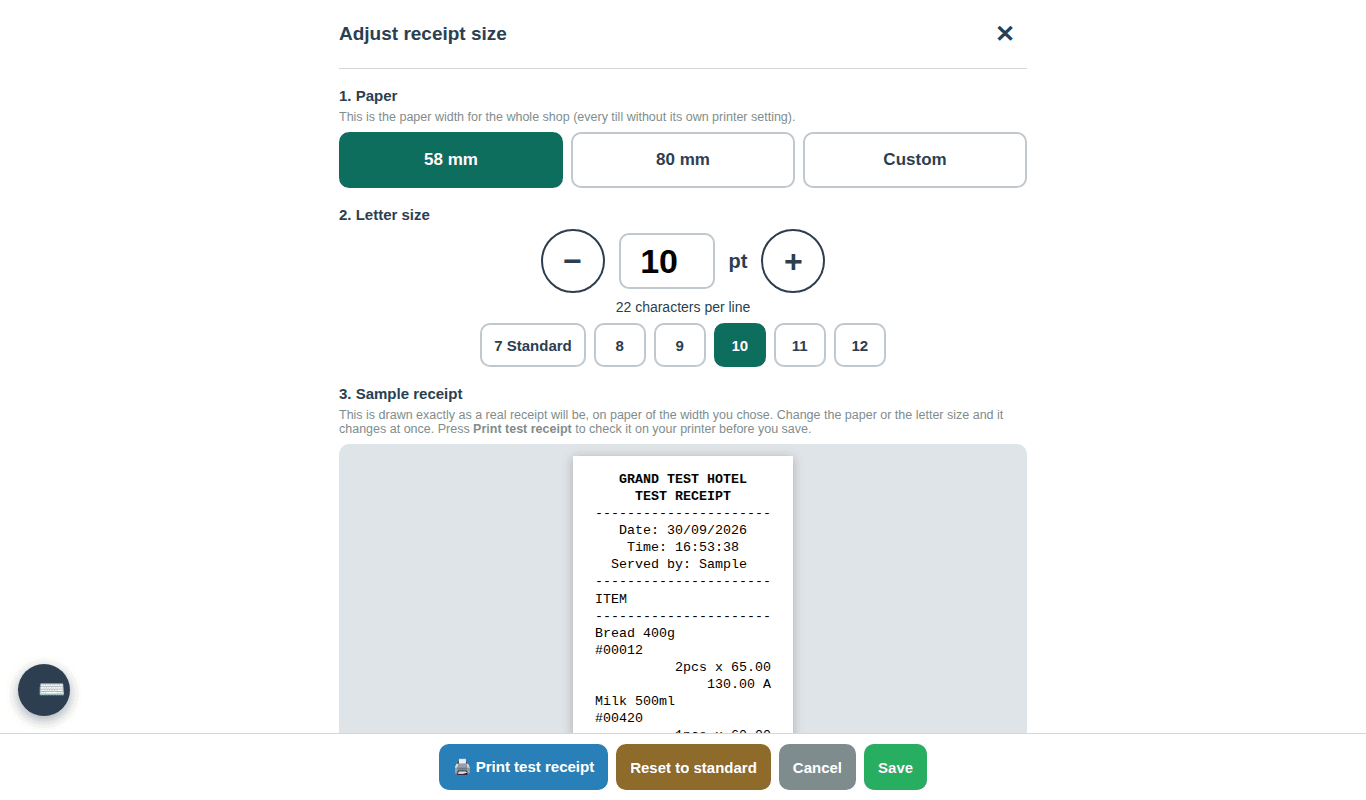 Adjust receipt size ✕
1. Paper
This is the paper width for the whole shop (every till without its own printer setting).
58 mm 80 mm Custom
2. Letter size
− 10 pt +
22 characters per line
7 Standard 8 9 10 11 12
3. Sample receipt
This is drawn exactly as a real receipt will be, on paper of the width you chose. Change the paper or the letter size and it
changes at once. Press Print test receipt to check it on your printer before you save.
GRAND TEST HOTEL
TEST RECEIPT
----------------------
Date: 30/09/2026
Time: 16:53:38
Served by: Sample
----------------------
ITEM
----------------------
Bread 400g
#00012
2pcs x 65.00
130.00 A
Milk 500ml
#00420
Print test receipt Reset to standard Cancel Save